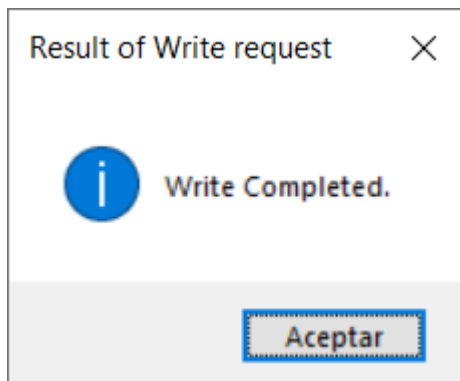 Result of Write request
Write Completed.
Aceptar